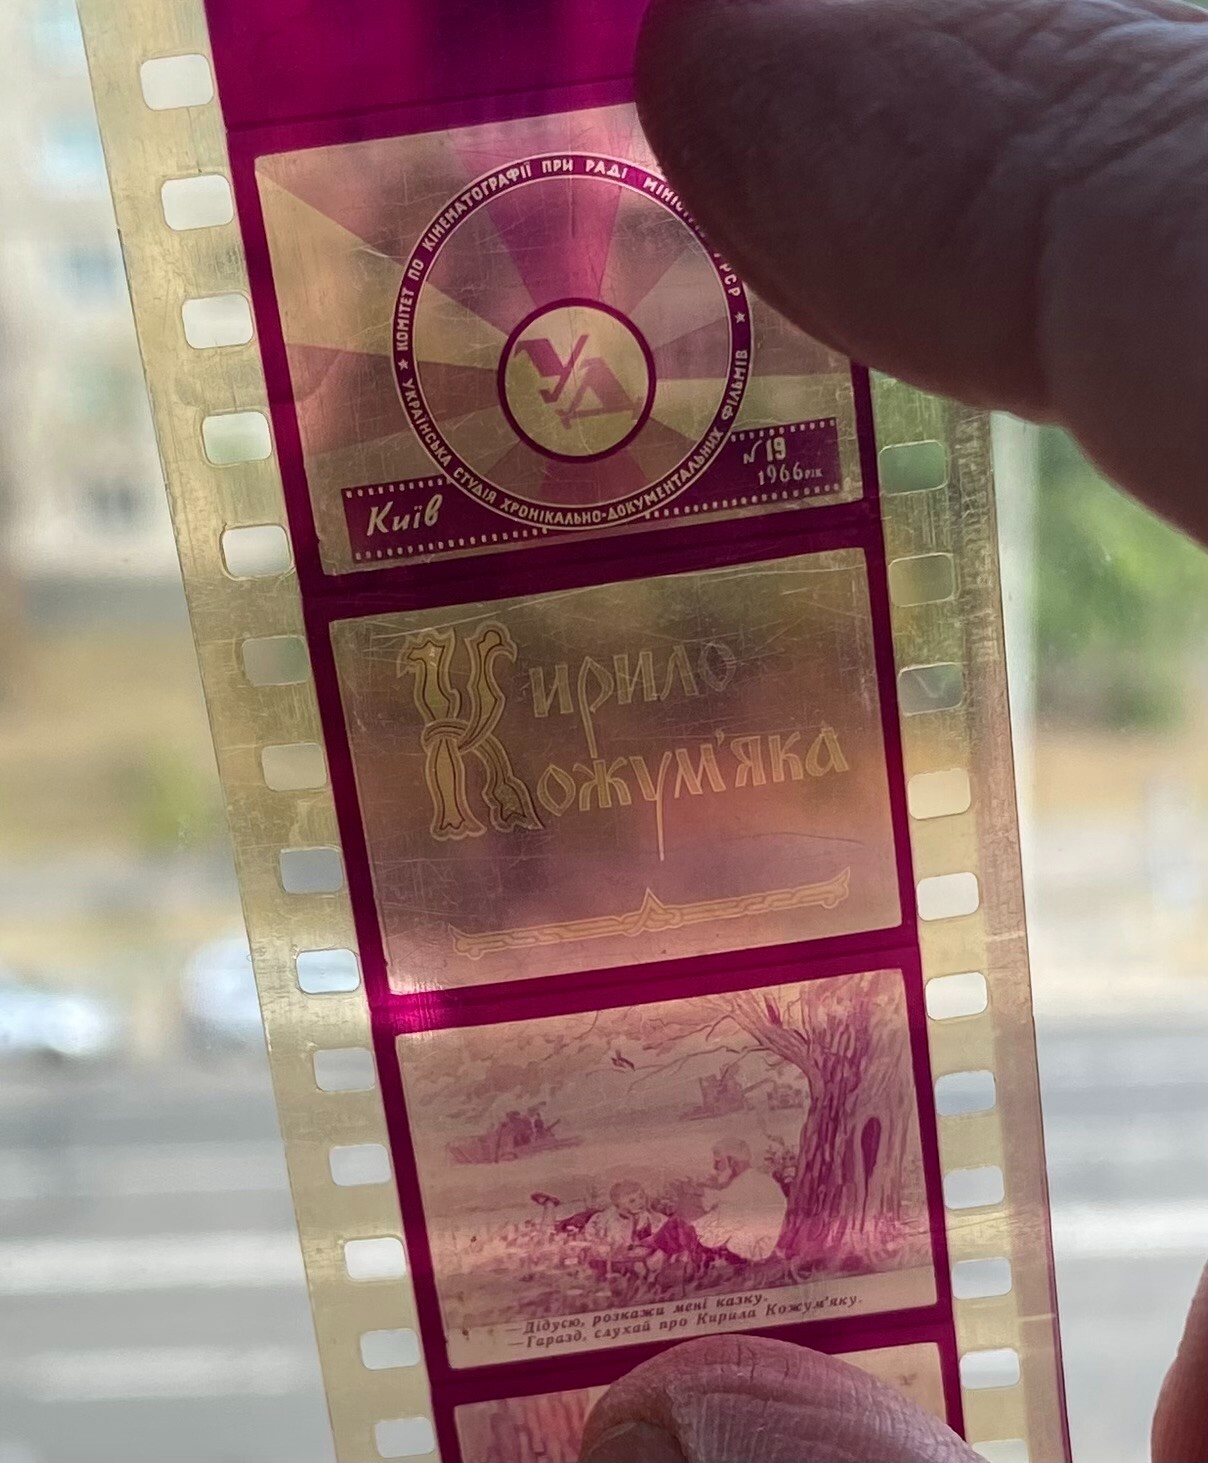 ★ КОМІТЕТ ПО КІНЕМАТОГРАФІЇ ПРИ РАДІ
★ УКРАЇНСЬКА СТУДІЯ ХРОНІКАЛЬНО-ДОКУМЕНТАЛЬНИХ ФІЛЬМІВ
УД
Київ
N 19
1966 рік
Кирило
Кожум'яка
—Дідусю, розкажи мені казку.
—Гаразд, слухай про Кирила Кожум'яку.